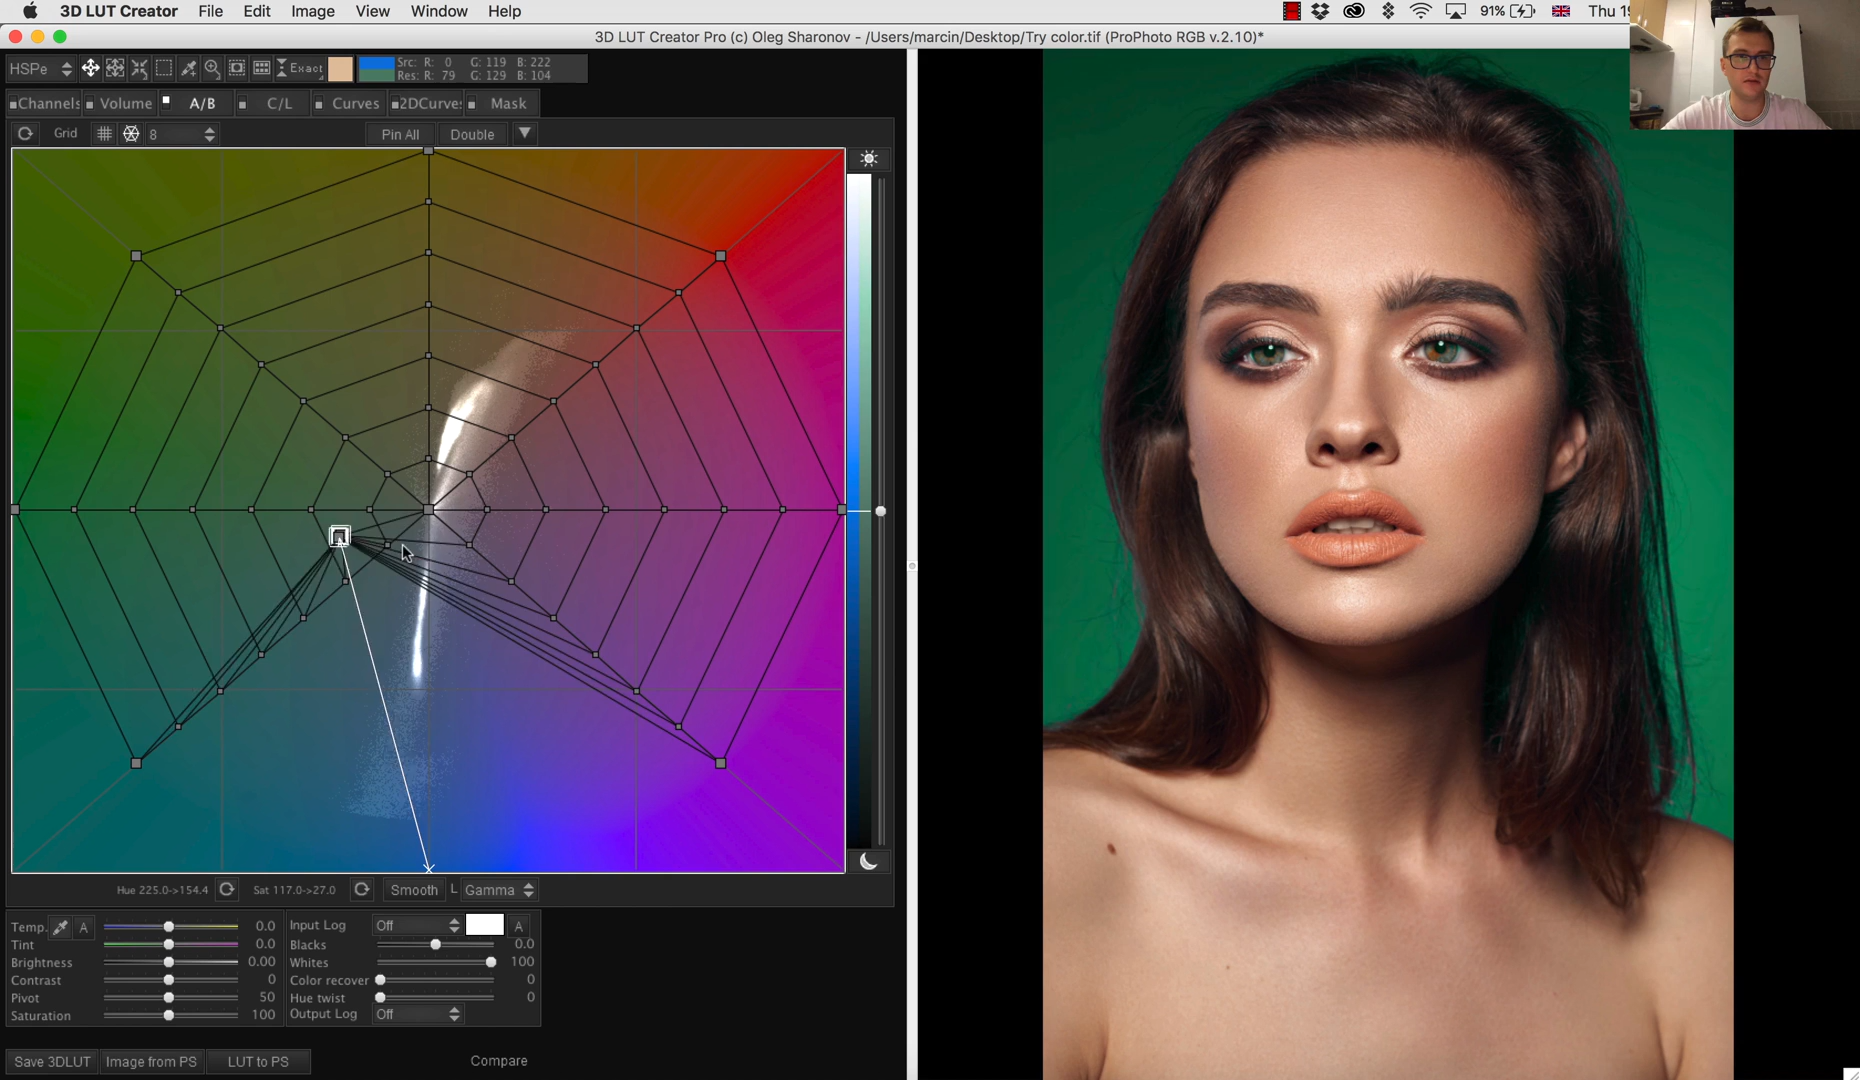 3D LUT Creator File Edit Image View Window Help 91% Thu 19
3D LUT Creator Pro (c) Oleg Sharonov - /Users/marcin/Desktop/Try color.tif (ProPhoto RGB v.2.10)*
HSPe Exact Src: R: 0 G: 119 B: 222
Res: R: 79 G: 129 B: 104
Channels Volume A/B C/L Curves 2DCurves Mask
Grid 8 Pin All Double
Hue 225.0->154.4 Sat 117.0->27.0 Smooth L Gamma
Temp. A 0.0 Input Log Off A
Tint 0.0 Blacks 0.0
Brightness 0.00 Whites 100
Contrast 0 Color recover 0
Pivot 50 Hue twist 0
Saturation 100 Output Log Off
Save 3DLUT Image from PS LUT to PS Compare